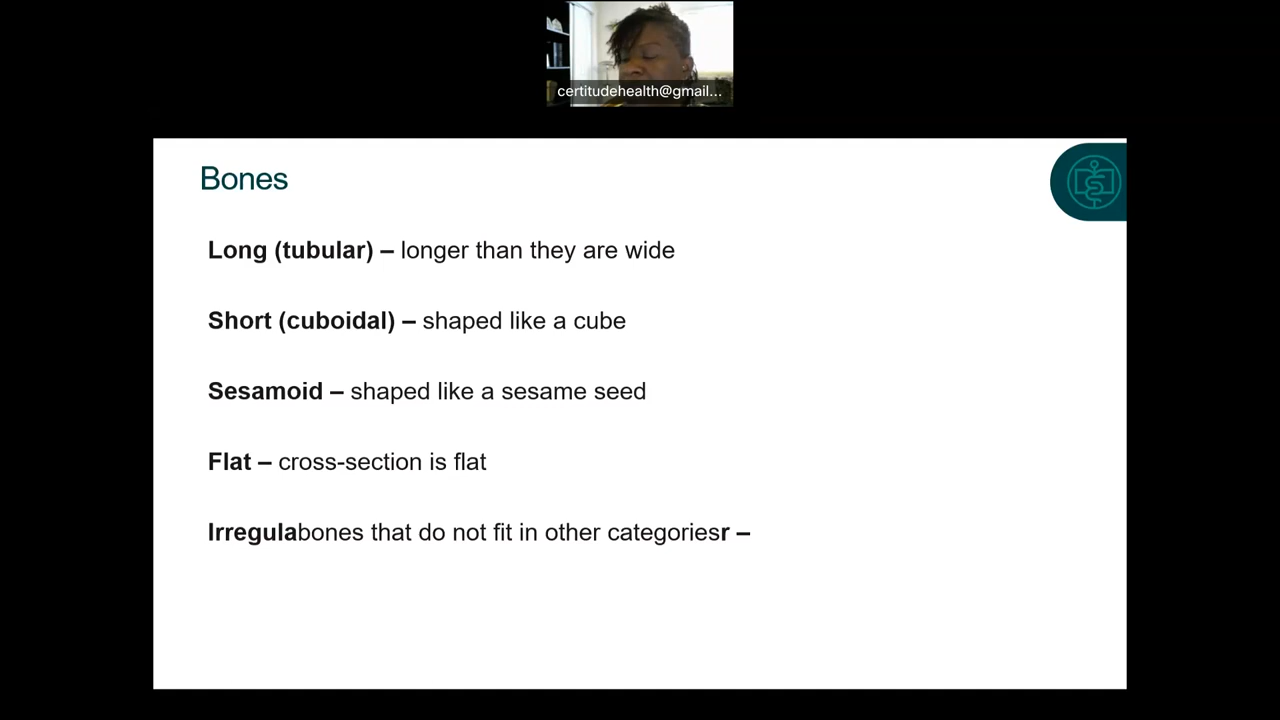 certitudehealth@gmail...
Bones
Long (tubular) – longer than they are wide
Short (cuboidal) – shaped like a cube
Sesamoid – shaped like a sesame seed
Flat – cross-section is flat
Irregulabones that do not fit in other categoriesr –